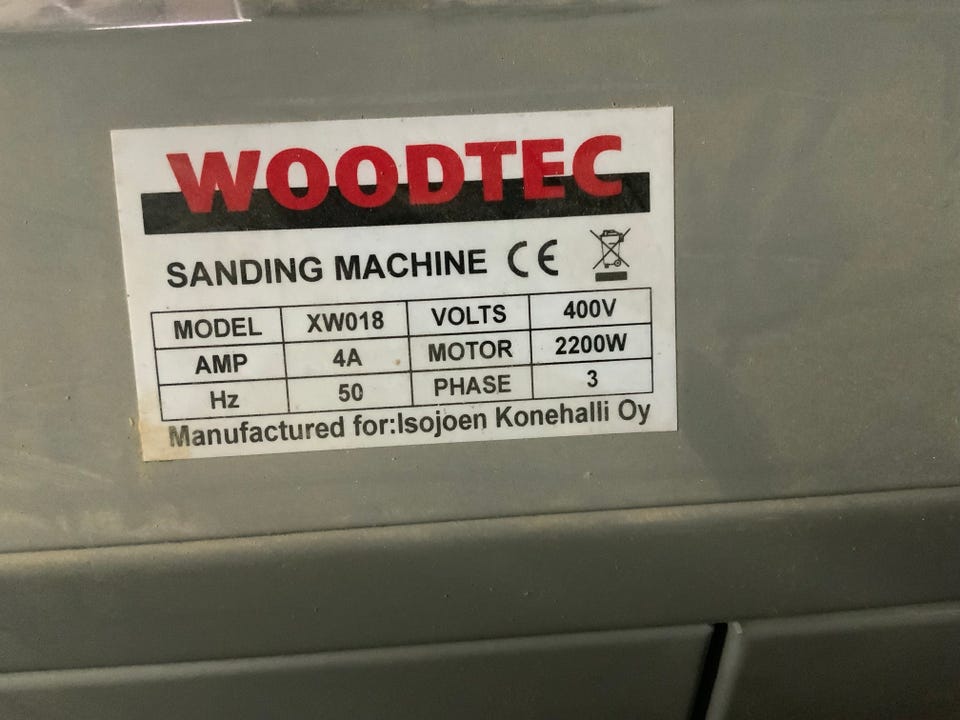 WOODTEC
SANDING MACHINE CE
MODEL XW018 VOLTS 400V
AMP 4A MOTOR 2200W
Hz 50 PHASE 3
Manufactured for:Isojoen Konehalli Oy